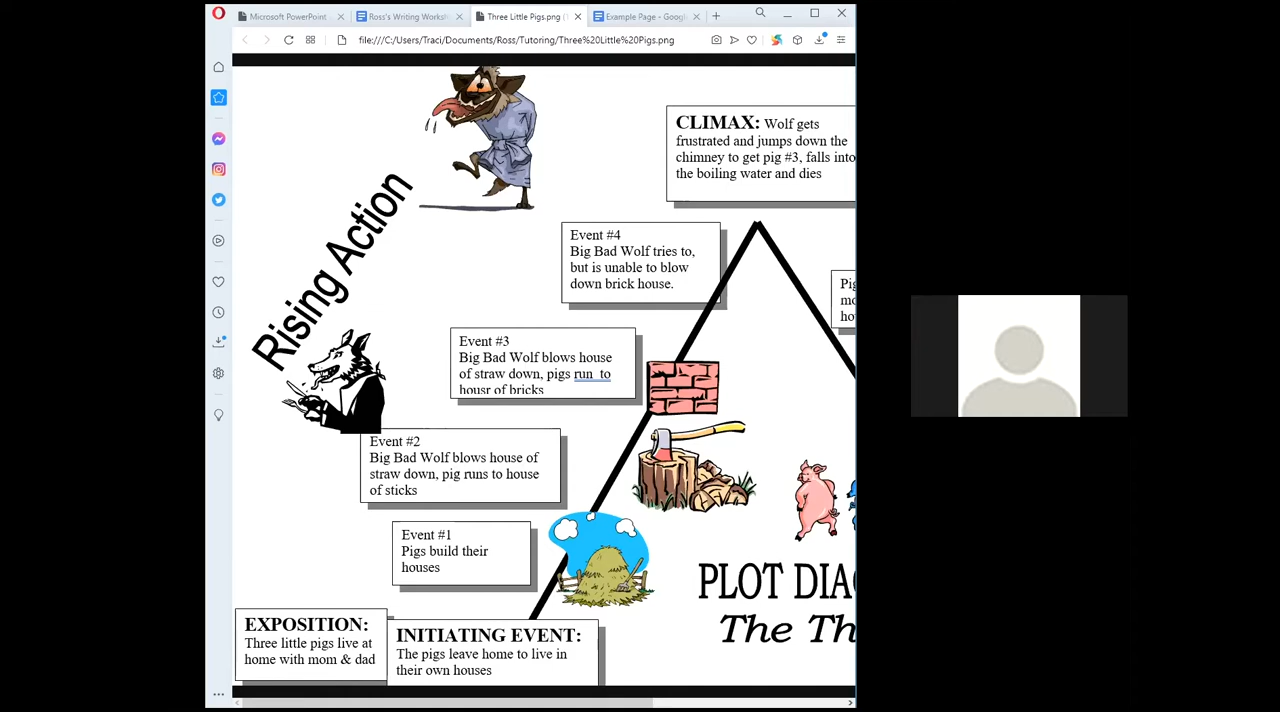 Microsoft PowerPoint
Ross's Writing Works
Three Little Pigs.png (
Example Page - Googl
file:///C:/Users/Traci/Documents/Ross/Tutoring/Three%20Little%20Pigs.png
CLIMAX: Wolf gets
frustrated and jumps down the
chimney to get pig #3, falls into
the boiling water and dies
Rising Action
Event #4
Big Bad Wolf tries to,
but is unable to blow
down brick house.
Pig
mo
ho
Event #3
Big Bad Wolf blows house
of straw down, pigs run to
housr of bricks
Event #2
Big Bad Wolf blows house of
straw down, pig runs to house
of sticks
Event #1
Pigs build their
houses
PLOT DIA
The Th
EXPOSITION:
Three little pigs live at
home with mom & dad
INITIATING EVENT:
The pigs leave home to live in
their own houses